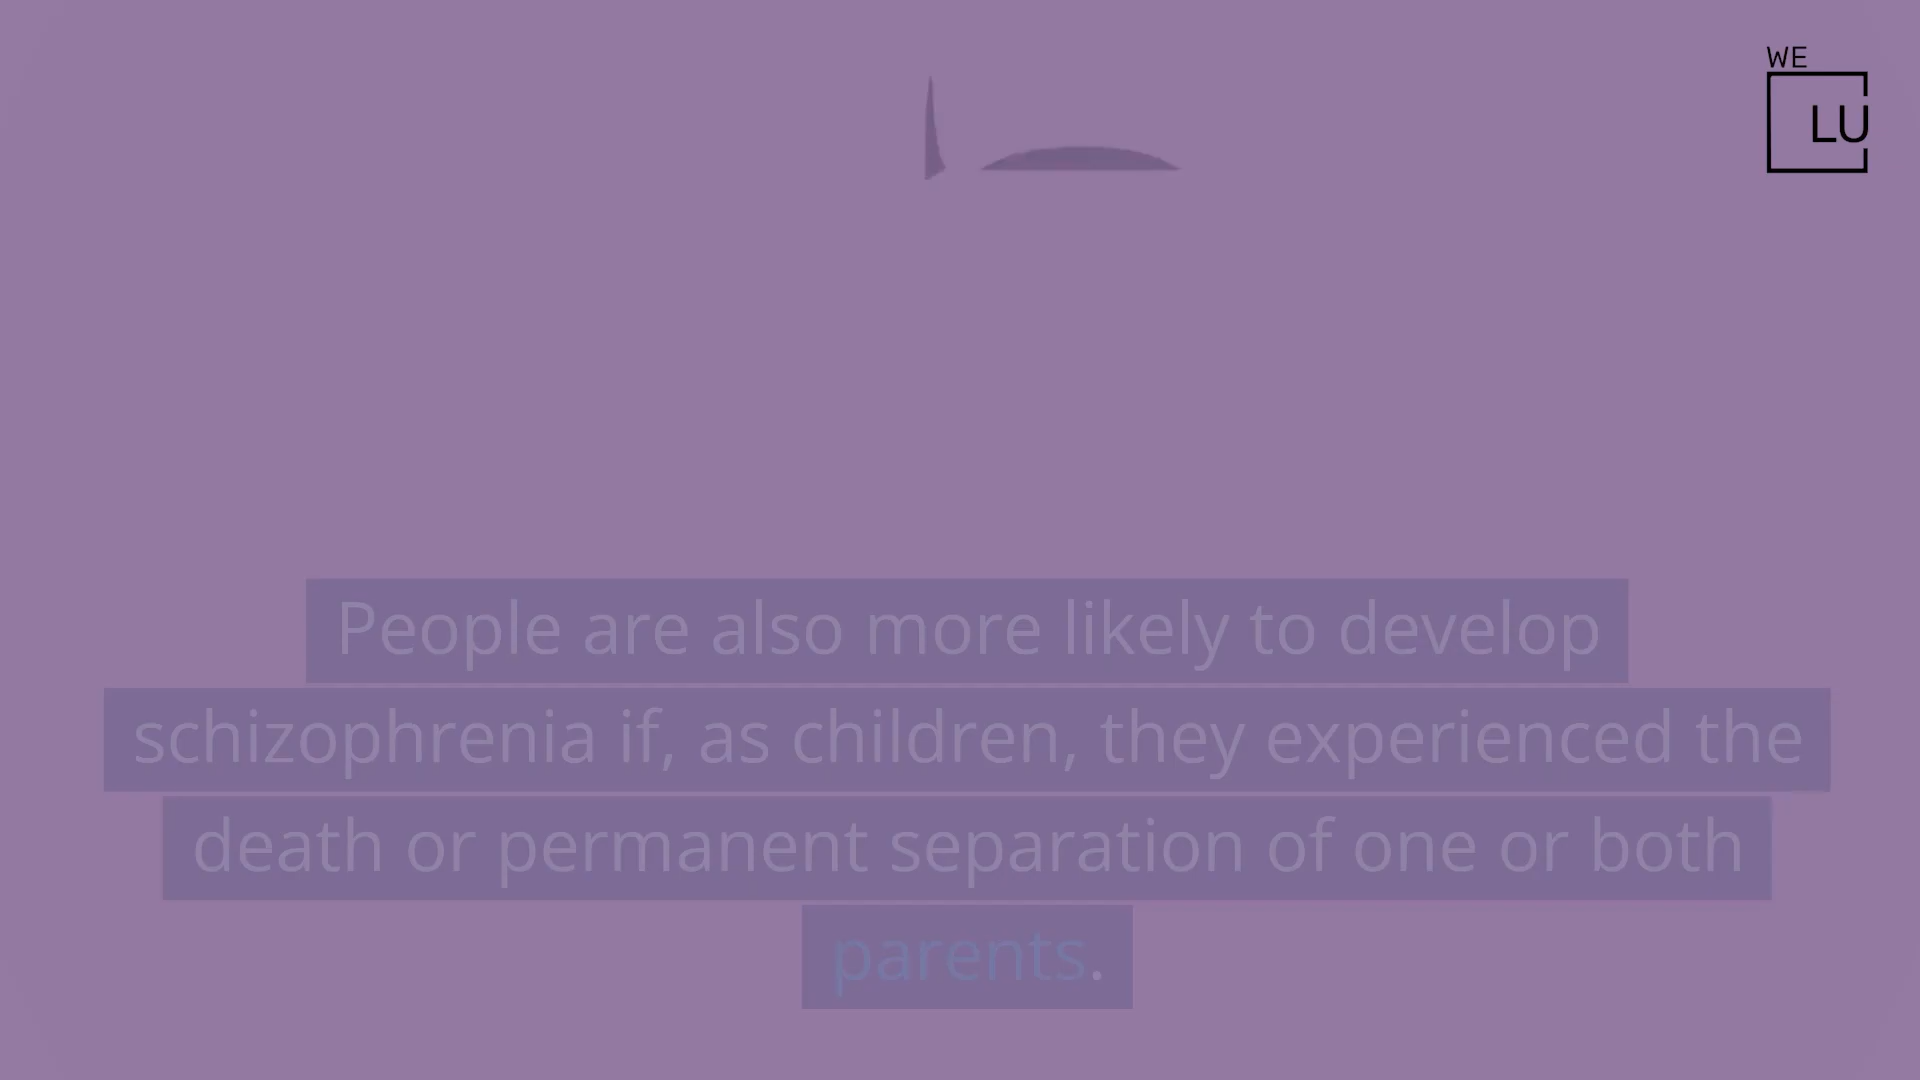 WE
LU
People are also more likely to develop
schizophrenia if, as children, they experienced the
death or permanent separation of one or both
parents.